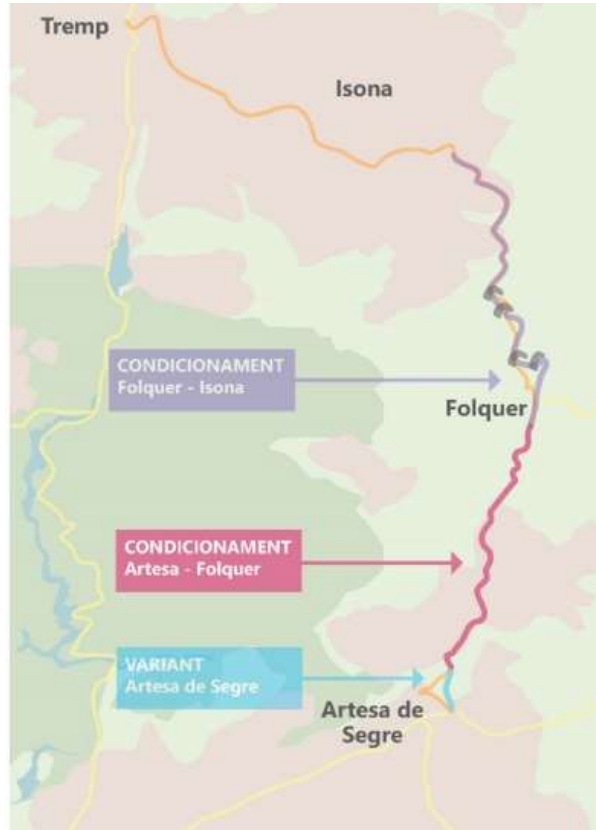 Tremp
Isona
CONDICIONAMENT
Folquer - Isona
Folquer
CONDICIONAMENT
Artesa - Folquer
VARIANT
Artesa de Segre
Artesa de
Segre